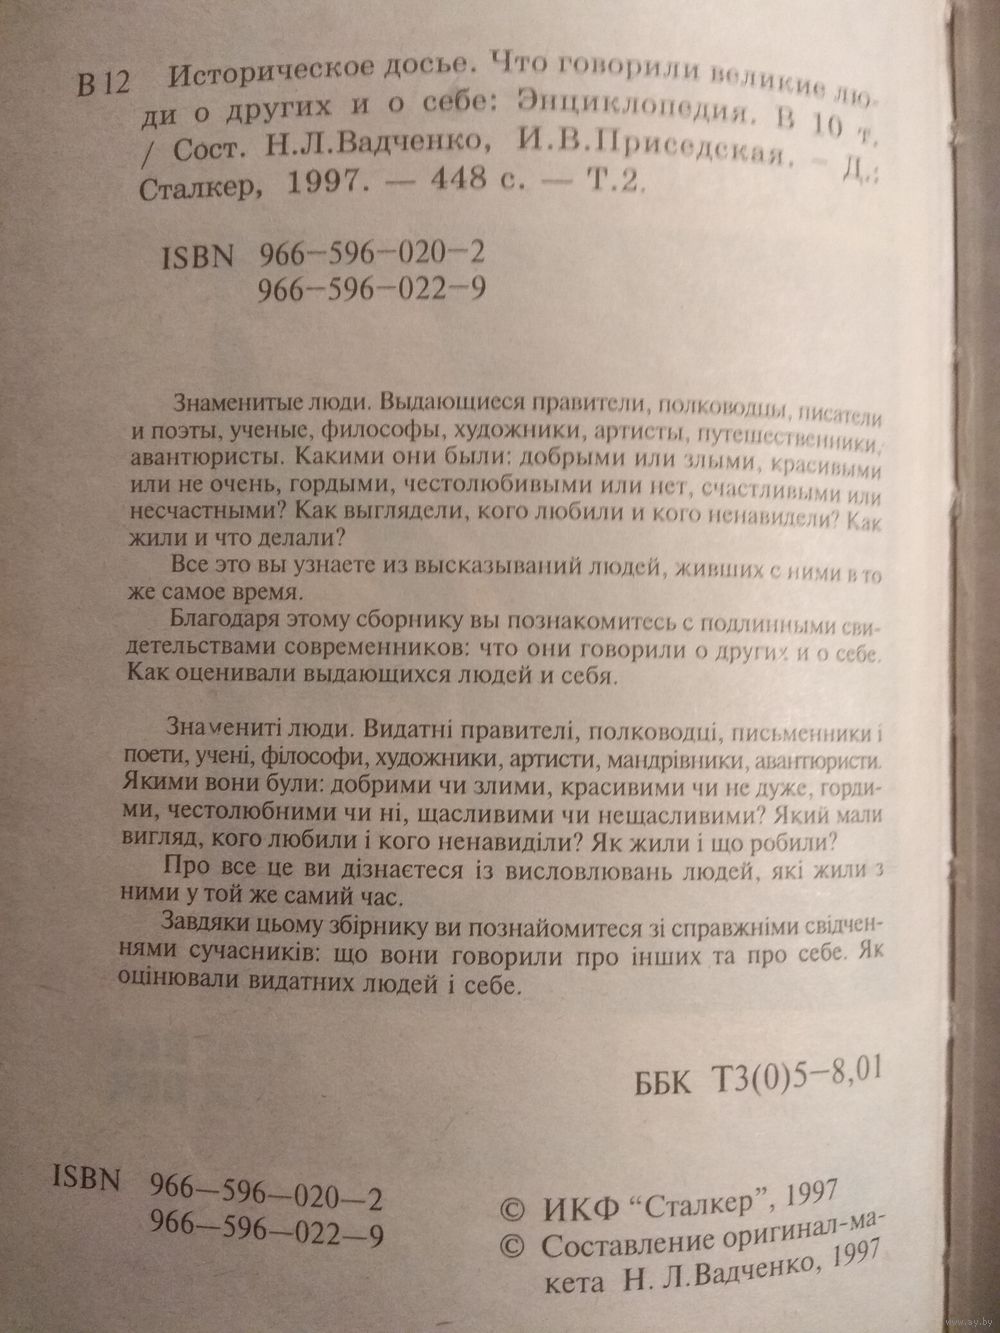 В 12 Историческое досье. Что говорили великие лю-
ди о других и о себе: Энциклопедия. В 10 т.
/ Сост. Н.Л.Вадченко, И.В.Приседская. – Д.:
Сталкер, 1997. — 448 с. — Т.2.
ISBN 966–596–020–2
966–596–022–9
Знаменитые люди. Выдающиеся правители, полководцы, писатели
и поэты, ученые, философы, художники, артисты, путешественники,
авантюристы. Какими они были: добрыми или злыми, красивыми
или не очень, гордыми, честолюбивыми или нет, счастливыми или
несчастными? Как выглядели, кого любили и кого ненавидели? Как
жили и что делали?
Все это вы узнаете из высказываний людей, живших с ними в то
же самое время.
Благодаря этому сборнику вы познакомитесь с подлинными сви-
детельствами современников: что они говорили о других и о себе.
Как оценивали выдающихся людей и себя.
Знамениті люди. Видатні правителі, полководці, письменники і
поети, учені, філософи, художники, артисти, мандрівники, авантюристи.
Якими вони були: добрими чи злими, красивими чи не дуже, горди-
ми, честолюбними чи ні, щасливими чи нещасливими? Який мали
вигляд, кого любили і кого ненавиділи? Як жили і що робили?
Про все це ви дізнаєтеся із висловлювань людей, які жили з
ними у той же самий час.
Завдяки цьому збірнику ви познайомитеся зі справжніми свідчен-
нями сучасників: що вони говорили про інших та про себе. Як
оцінювали видатних людей і себе.
ББК Т3(0)5–8,01
ISBN 966—596—020—2
966—596—022—9
© ИКФ “Сталкер”, 1997
© Составление оригинал-ма-
кета Н. Л.Вадченко, 1997
www.ay.by